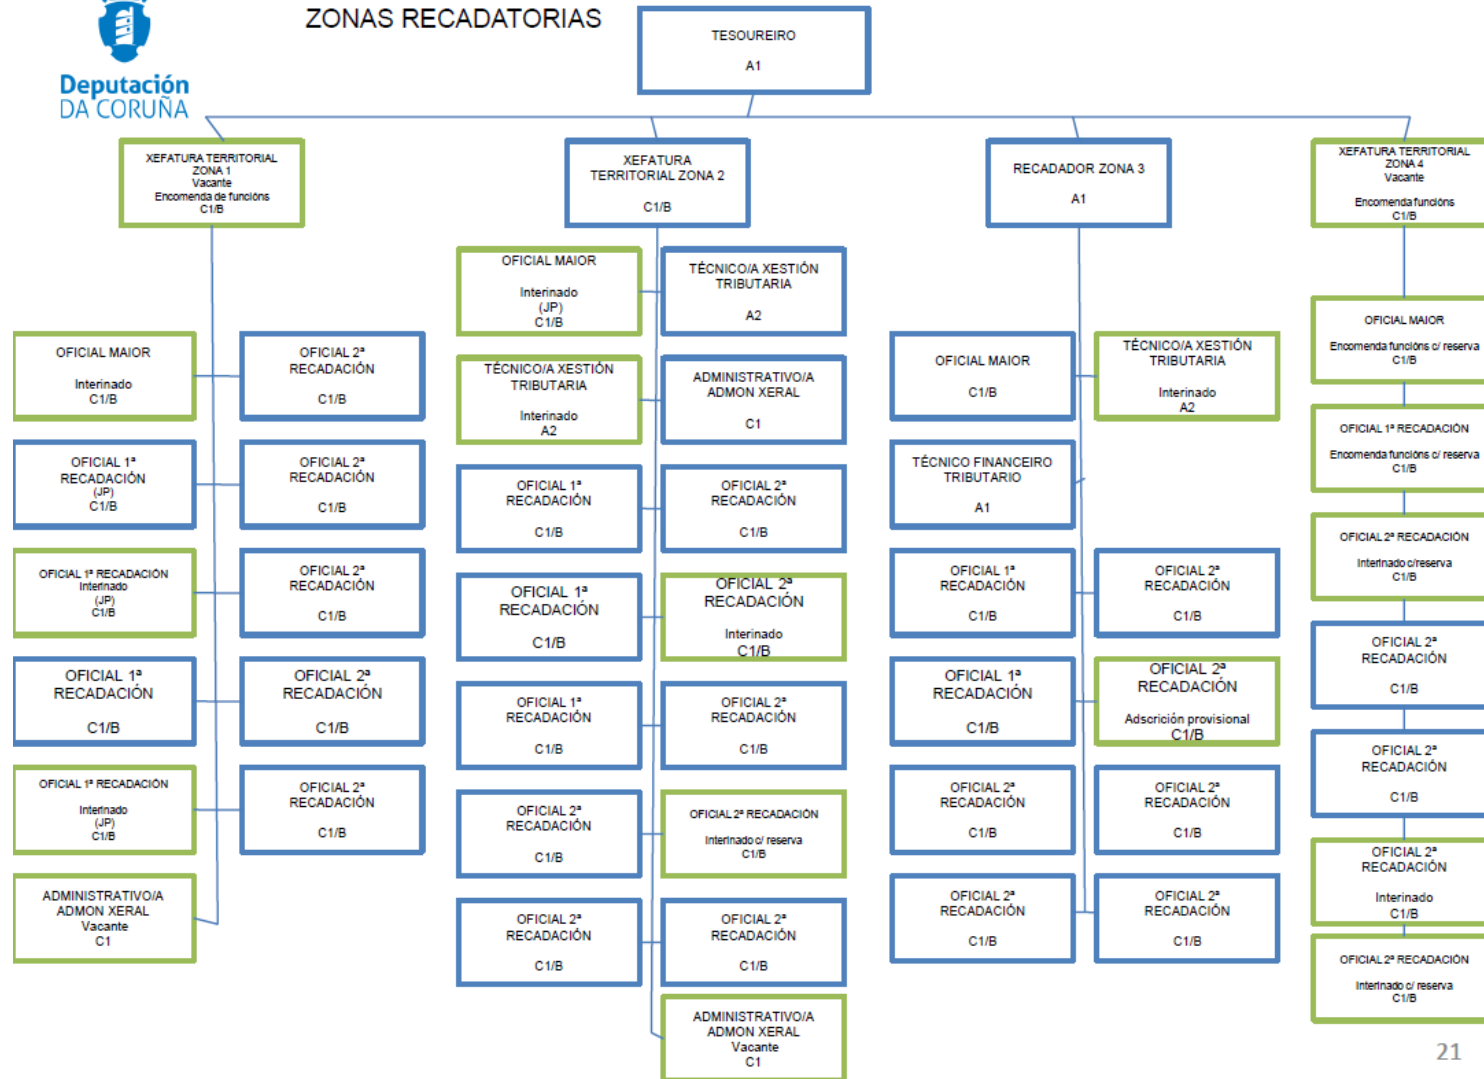 Deputación
DA CORUÑA
ZONAS RECADATORIAS
TESOUREIRO
A1
XEFATURA TERRITORIAL
ZONA 1
Vacante
Encomenda de funcións
C1/B
OFICIAL MAIOR
Interinado
C1/B
OFICIAL 2ª
RECADACIÓN
C1/B
OFICIAL 1ª
RECADACIÓN
(JP)
C1/B
OFICIAL 2ª
RECADACIÓN
C1/B
OFICIAL 1ª RECADACIÓN
Interinado
(JP)
C1/B
OFICIAL 2ª
RECADACIÓN
C1/B
OFICIAL 1ª
RECADACIÓN
C1/B
OFICIAL 2ª
RECADACIÓN
C1/B
OFICIAL 1ª RECADACIÓN
Interinado
(JP)
C1/B
OFICIAL 2ª
RECADACIÓN
C1/B
ADMINISTRATIVO/A
ADMON XERAL
Vacante
C1
XEFATURA
TERRITORIAL ZONA 2
C1/B
OFICIAL MAIOR
Interinado
(JP)
C1/B
TÉCNICO/A XESTIÓN
TRIBUTARIA
A2
TÉCNICO/A XESTIÓN
TRIBUTARIA
Interinado
A2
ADMINISTRATIVO/A
ADMON XERAL
C1
OFICIAL 1ª
RECADACIÓN
C1/B
OFICIAL 2ª
RECADACIÓN
C1/B
OFICIAL 1ª
RECADACIÓN
C1/B
OFICIAL 2ª
RECADACIÓN
Interinado
C1/B
OFICIAL 1ª
RECADACIÓN
C1/B
OFICIAL 2ª
RECADACIÓN
C1/B
OFICIAL 2ª
RECADACIÓN
C1/B
OFICIAL 2ª RECADACIÓN
Interinado c/ reserva
C1/B
OFICIAL 2ª
RECADACIÓN
C1/B
OFICIAL 2ª
RECADACIÓN
C1/B
ADMINISTRATIVO/A
ADMON XERAL
Vacante
C1
RECADADOR ZONA 3
A1
OFICIAL MAIOR
C1/B
TÉCNICO/A XESTIÓN
TRIBUTARIA
Interinado
A2
TÉCNICO FINANCEIRO
TRIBUTARIO
A1
OFICIAL 1ª
RECADACIÓN
C1/B
OFICIAL 2ª
RECADACIÓN
C1/B
OFICIAL 1ª
RECADACIÓN
C1/B
OFICIAL 2ª
RECADACIÓN
Adscrición provisional
C1/B
OFICIAL 2ª
RECADACIÓN
C1/B
OFICIAL 2ª
RECADACIÓN
C1/B
OFICIAL 2ª
RECADACIÓN
C1/B
OFICIAL 2ª
RECADACIÓN
C1/B
XEFATURA TERRITORIAL
ZONA 4
Vacante
Encomenda funcións
C1/B
OFICIAL MAIOR
Encomenda funcións c/ reserva
C1/B
OFICIAL 1ª RECADACIÓN
Encomenda funcións c/ reserva
C1/B
OFICIAL 2ª RECADACIÓN
Interinado c/reserva
C1/B
OFICIAL 2ª
RECADACIÓN
C1/B
OFICIAL 2ª
RECADACIÓN
C1/B
OFICIAL 2ª
RECADACIÓN
Interinado
C1/B
OFICIAL 2ª RECADACIÓN
Interinado c/ reserva
C1/B
21